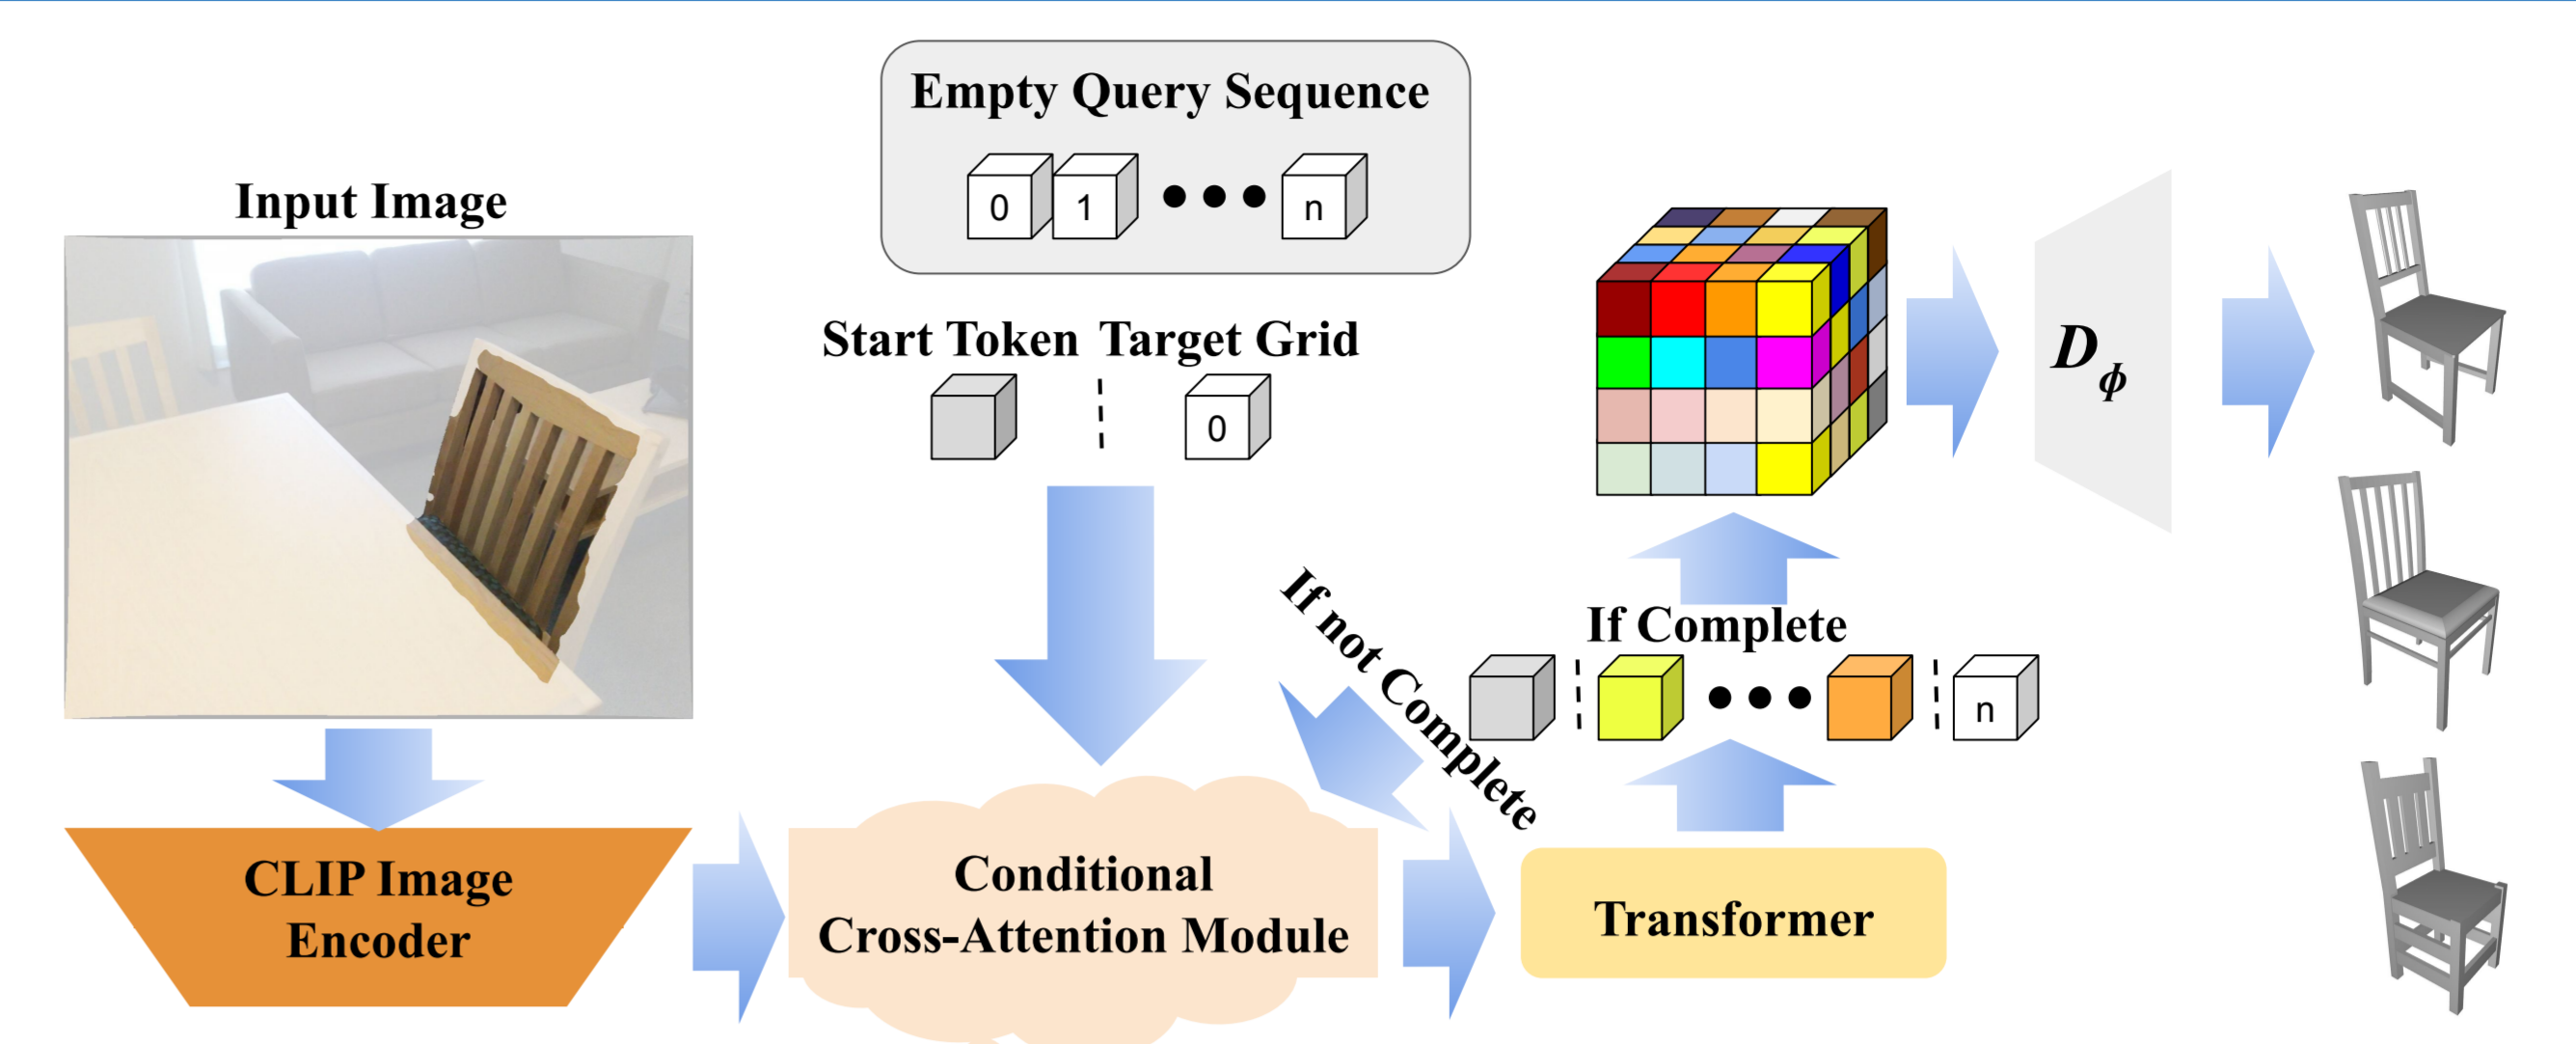 Empty Query Sequence
0 1 n
Input Image
Start Token Target Grid
0
D ϕ
If not Complete
If Complete
n
CLIP Image
Encoder
Conditional
Cross-Attention Module
Transformer